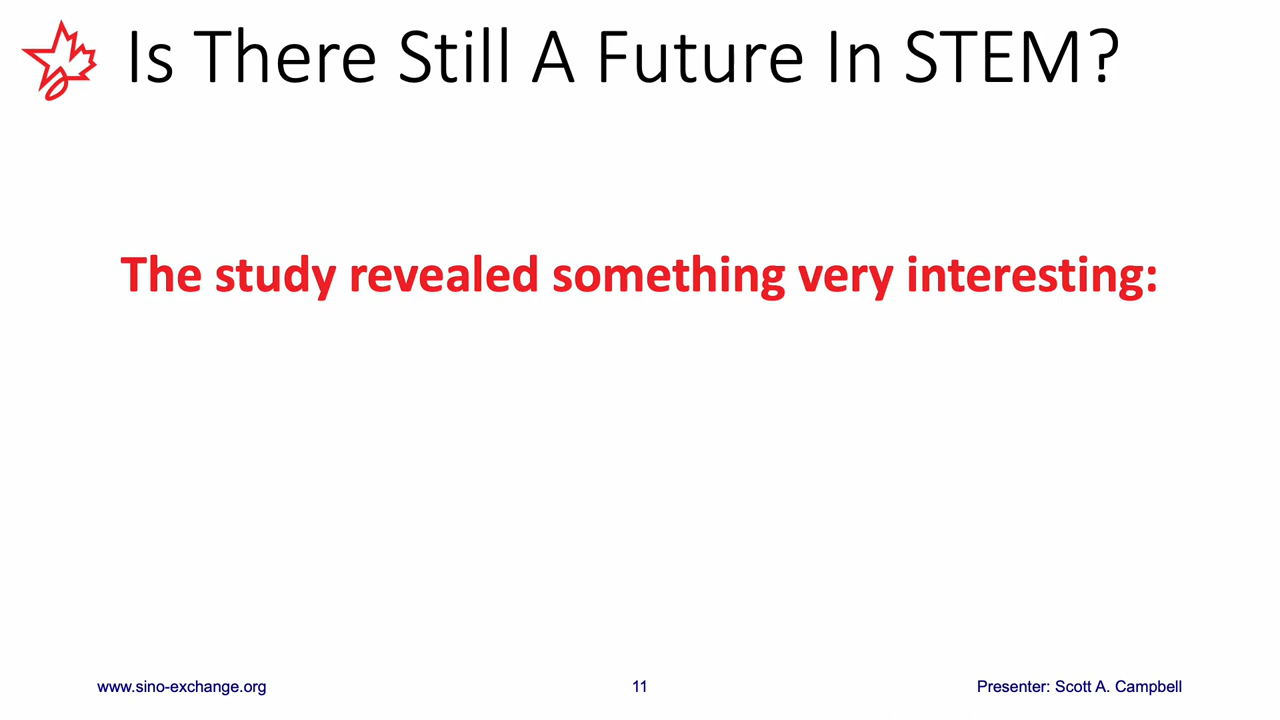 Is There Still A Future In STEM?
The study revealed something very interesting:
www.sino-exchange.org
11
Presenter: Scott A. Campbell